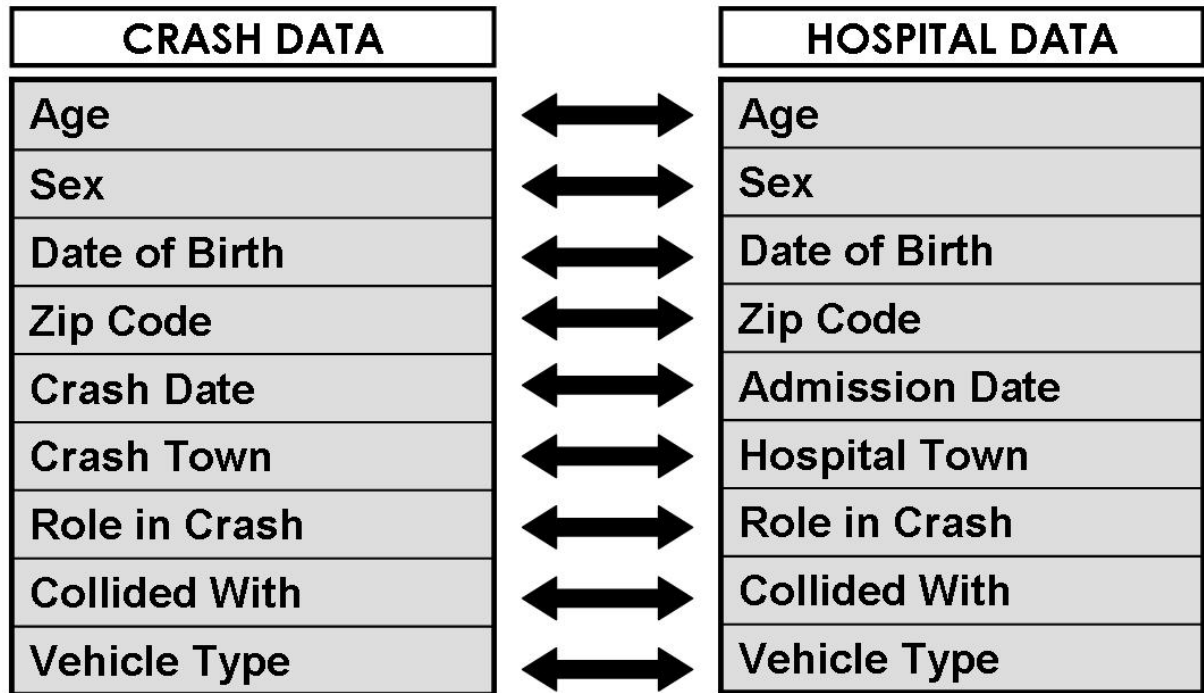 CRASH DATA
HOSPITAL DATA
Age
Age
Sex
Sex
Date of Birth
Date of Birth
Zip Code
Zip Code
Crash Date
Admission Date
Crash Town
Hospital Town
Role in Crash
Role in Crash
Collided With
Collided With
Vehicle Type
Vehicle Type